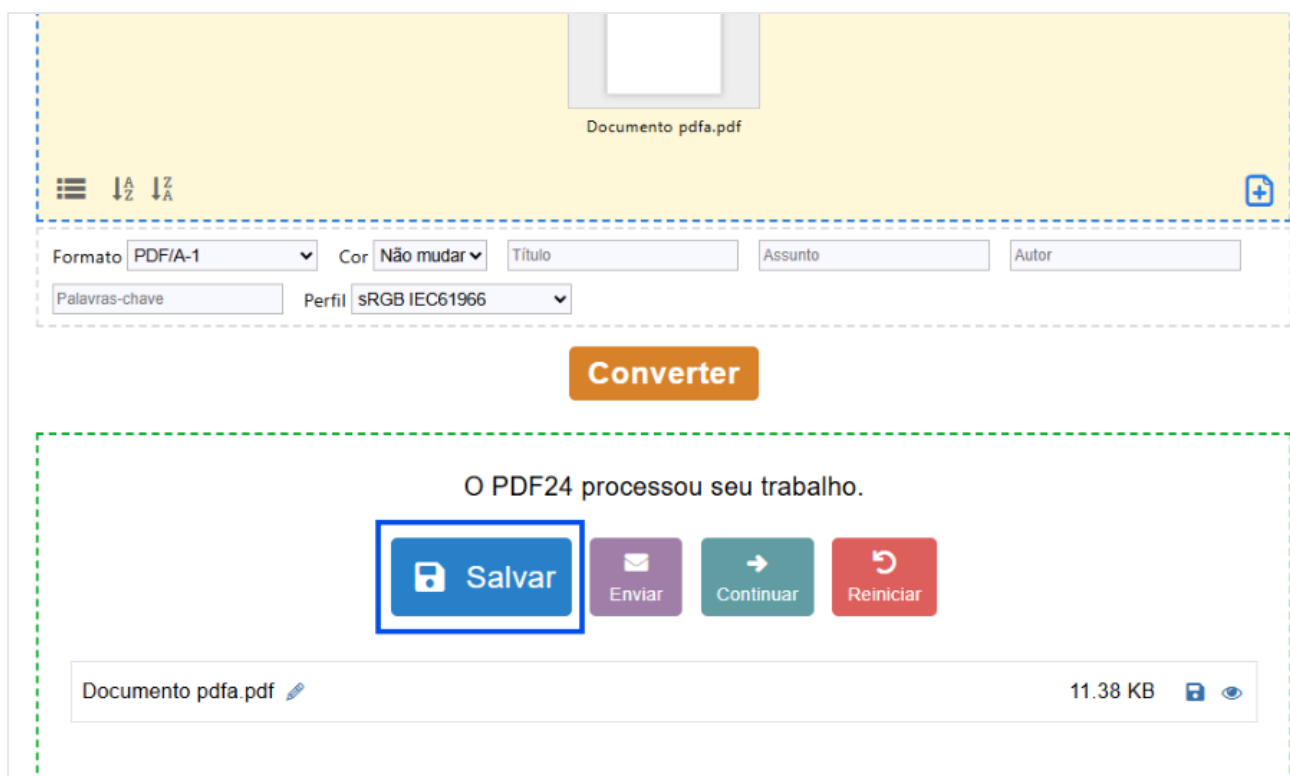 Documento pdfa.pdf
A Z Z A
Formato PDF/A-1 Cor Não mudar Título Assunto Autor
Palavras-chave Perfil sRGB IEC61966
Converter
O PDF24 processou seu trabalho.
Salvar Enviar Continuar Reiniciar
Documento pdfa.pdf 11.38 KB